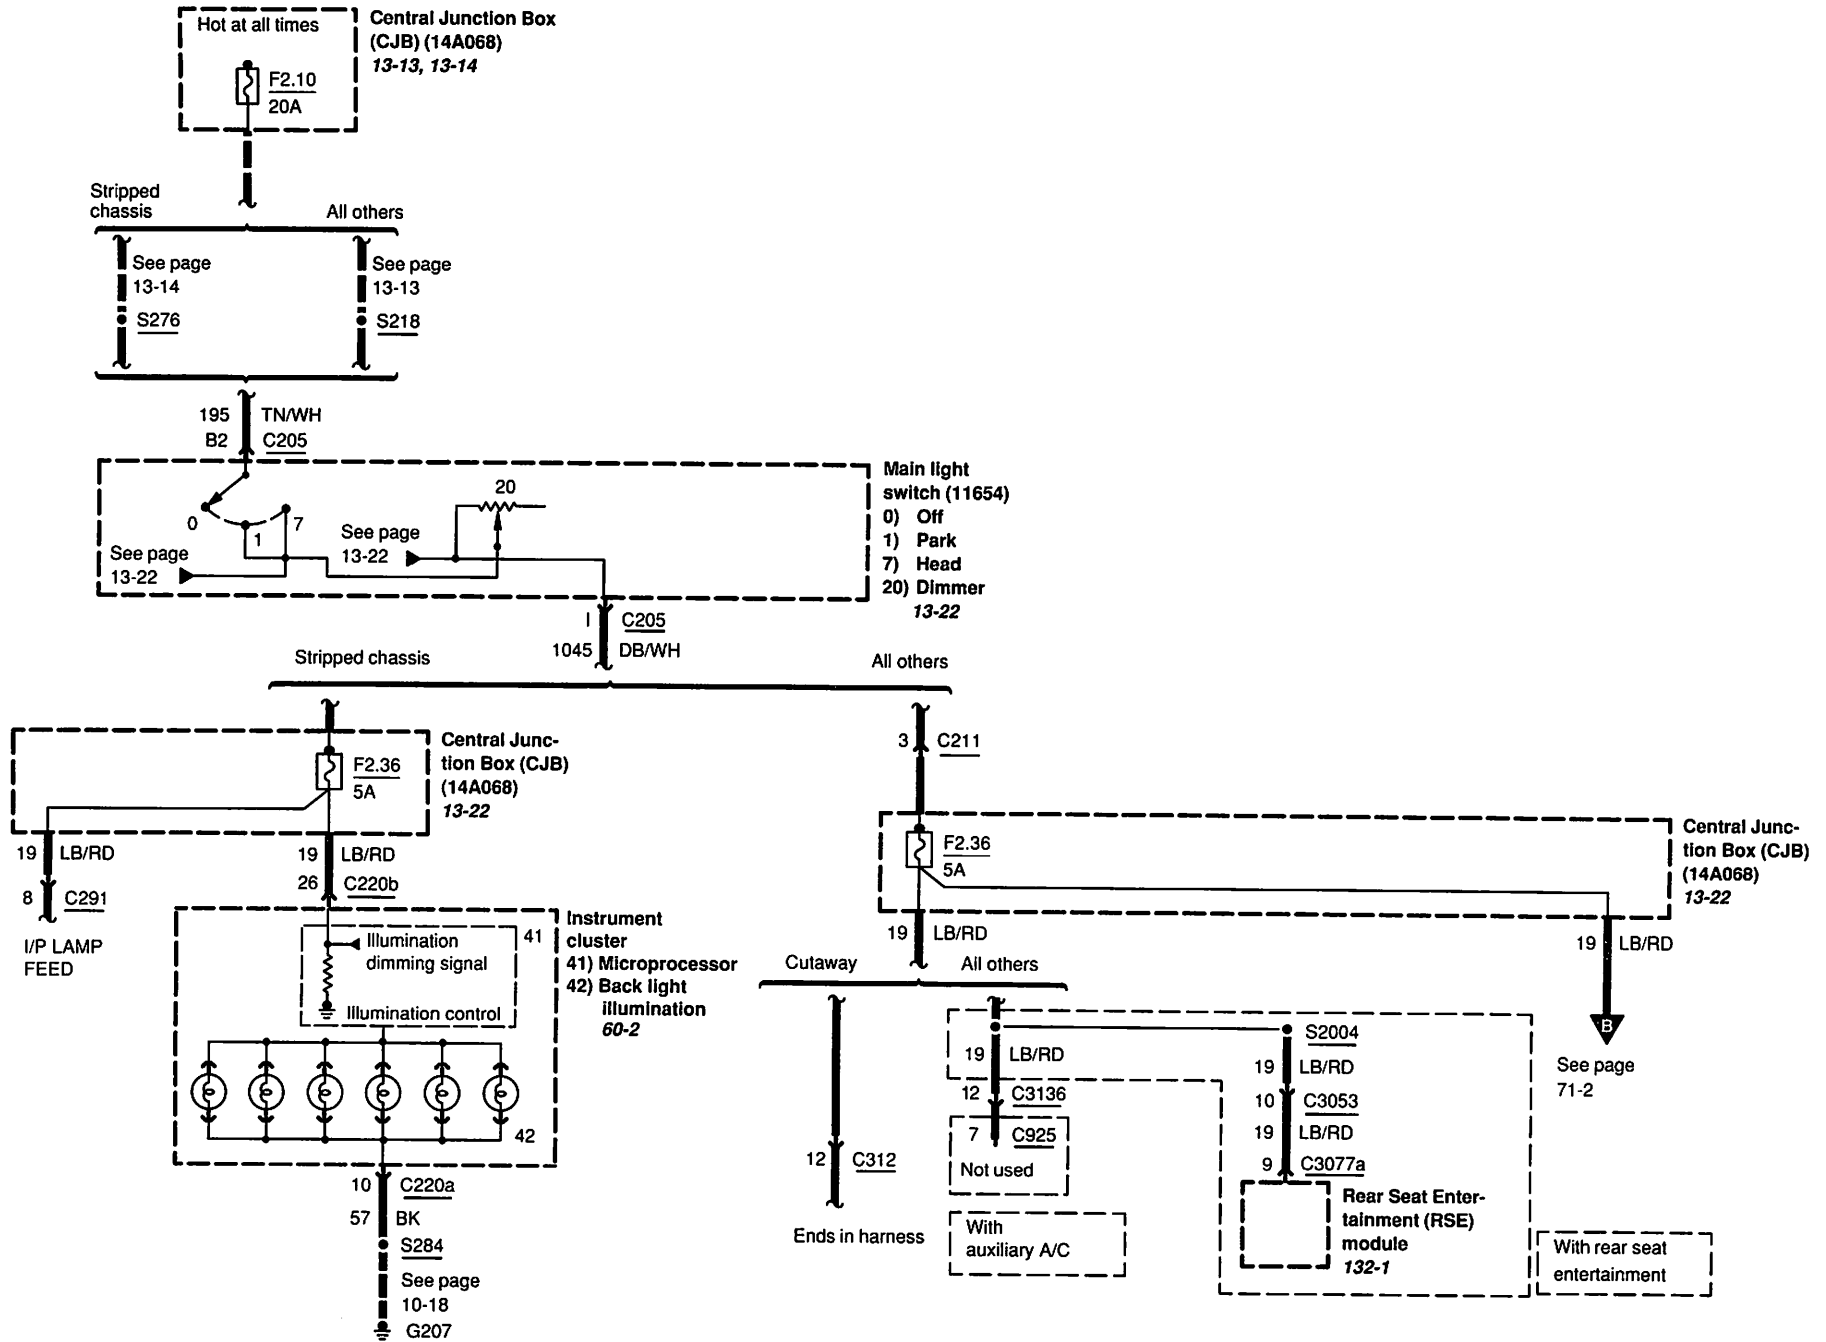 Hot at all times
F2.10
20A
Central Junction Box
(CJB) (14A068)
13-13, 13-14
Stripped
chassis
All others
See page
13-14
S276
See page
13-13
S218
195 TN/WH
B2 C205
20
0
1
7
See page
13-22
See page
13-22
Main light
switch (11654)
0) Off
1) Park
7) Head
20) Dimmer
13-22
I C205
1045 DB/WH
Stripped chassis
All others
F2.36
5A
Central Junc-
tion Box (CJB)
(14A068)
13-22
19 LB/RD
8 C291
I/P LAMP
FEED
19 LB/RD
26 C220b
Illumination
dimming signal
41
Illumination control
42
Instrument
cluster
41) Microprocessor
42) Back light
illumination
60-2
10 C220a
57 BK
S284
See page
10-18
G207
3 C211
F2.36
5A
Central Junc-
tion Box (CJB)
(14A068)
13-22
19 LB/RD
19 LB/RD
B
See page
71-2
Cutaway
All others
12 C312
Ends in harness
19 LB/RD
12 C3136
7 C925
Not used
With
auxiliary A/C
S2004
19 LB/RD
10 C3053
19 LB/RD
9 C3077a
Rear Seat Enter-
tainment (RSE)
module
132-1
With rear seat
entertainment